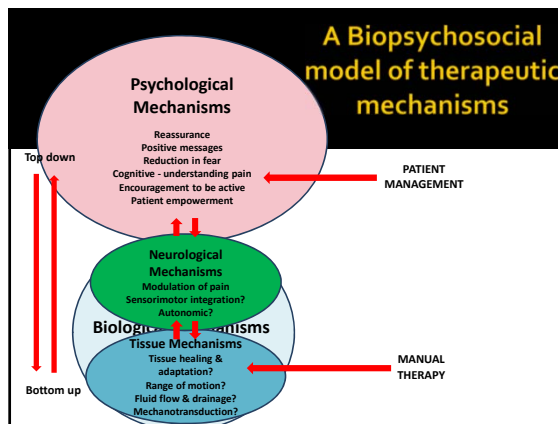 A Biopsychosocial
model of therapeutic
mechanisms
Psychological
Mechanisms
Reassurance
Positive messages
Reduction in fear
Cognitive - understanding pain
Encouragement to be active
Patient empowerment
Top down
PATIENT
MANAGEMENT
Neurological
Mechanisms
Modulation of pain
Sensorimotor integration?
Autonomic?
Biological Mechanisms
Tissue Mechanisms
Tissue healing &
adaptation?
Range of motion?
Fluid flow & drainage?
Mechanotransduction?
MANUAL
THERAPY
Bottom up